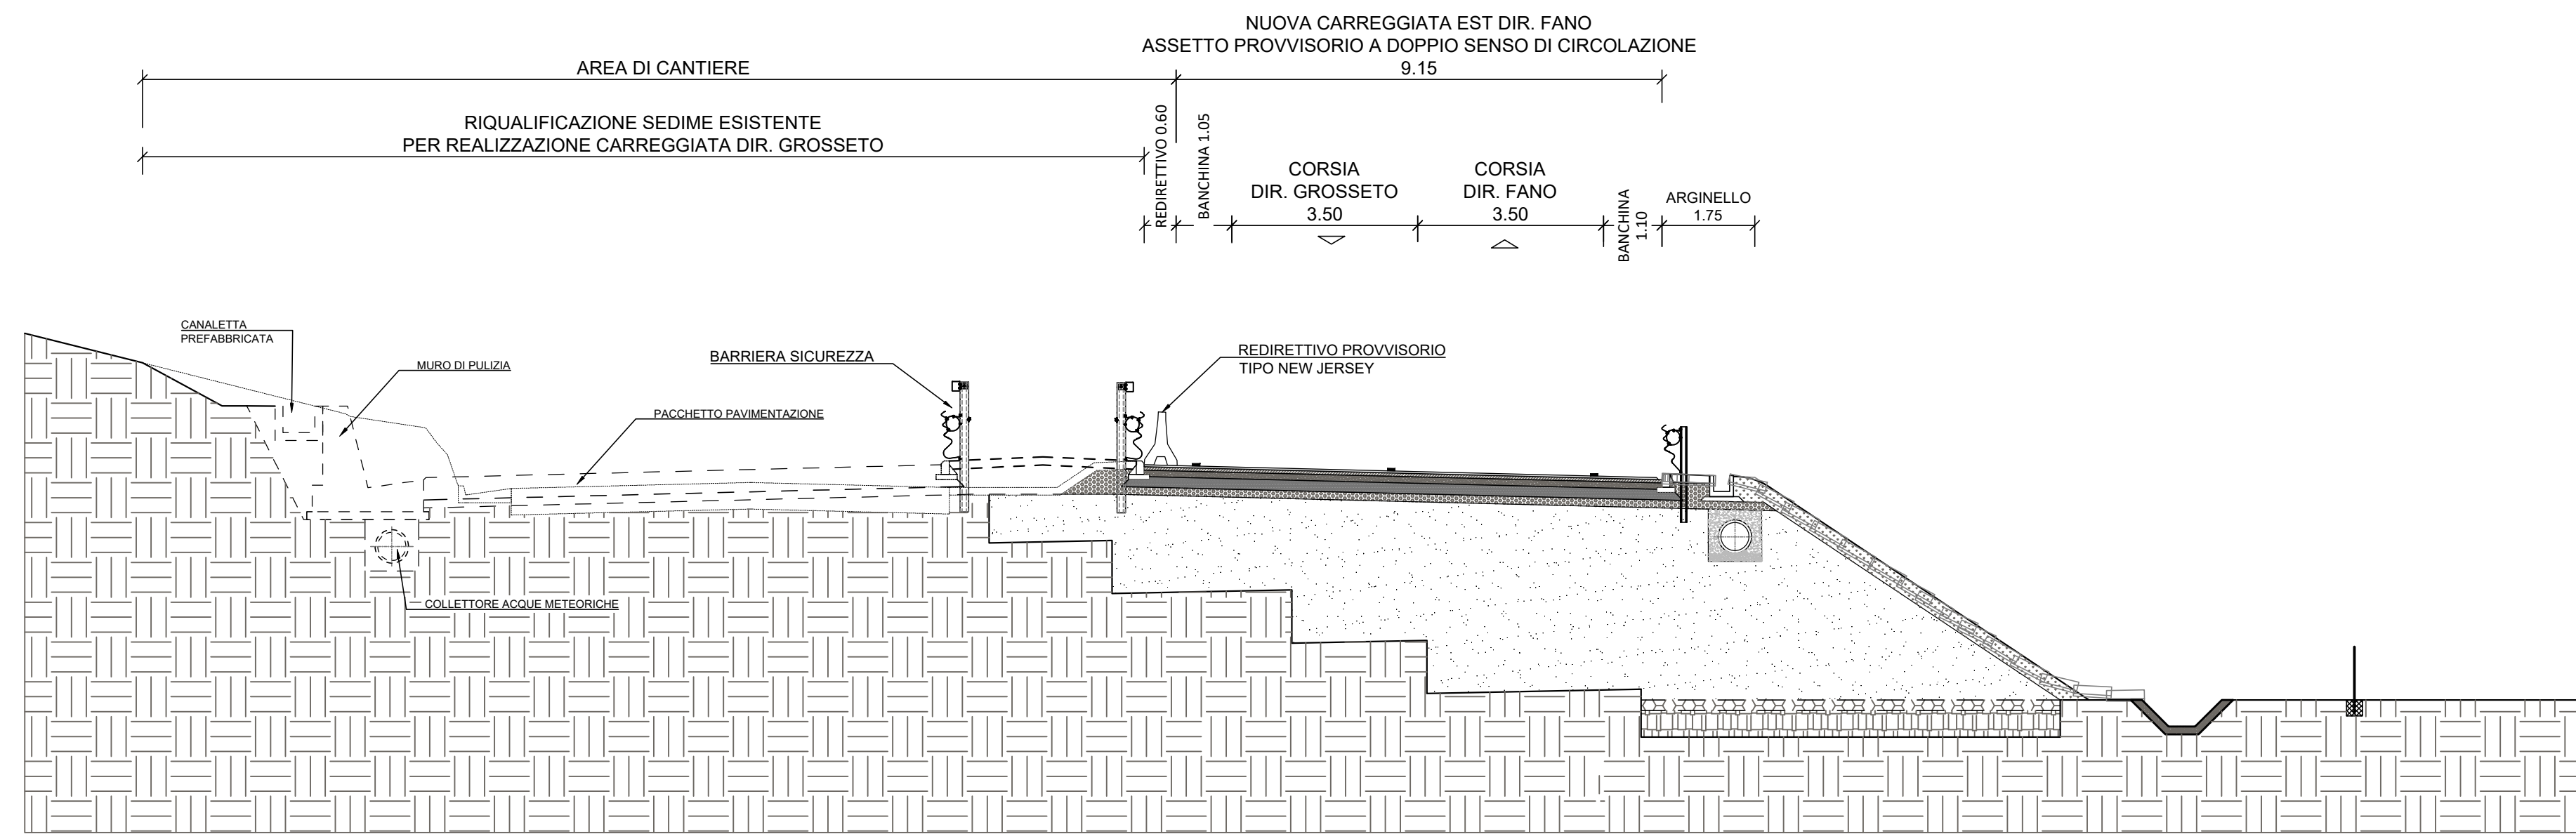 NUOVA CARREGGIATA EST DIR. FANO
ASSETTO PROVVISORIO A DOPPIO SENSO DI CIRCOLAZIONE
AREA DI CANTIERE
9.15
RIQUALIFICAZIONE SEDIME ESISTENTE
PER REALIZZAZIONE CARREGGIATA DIR. GROSSETO
REDIRETTIVO 0.60
BANCHINA 1.05
CORSIA
DIR. GROSSETO
3.50
CORSIA
DIR. FANO
3.50
BANCHINA
1.10
ARGINELLO
1.75
CANALETTA
PREFABBRICATA
MURO DI PULIZIA
BARRIERA SICUREZZA
REDIRETTIVO PROVVISORIO
TIPO NEW JERSEY
PACCHETTO PAVIMENTAZIONE
COLLETTORE ACQUE METEORICHE